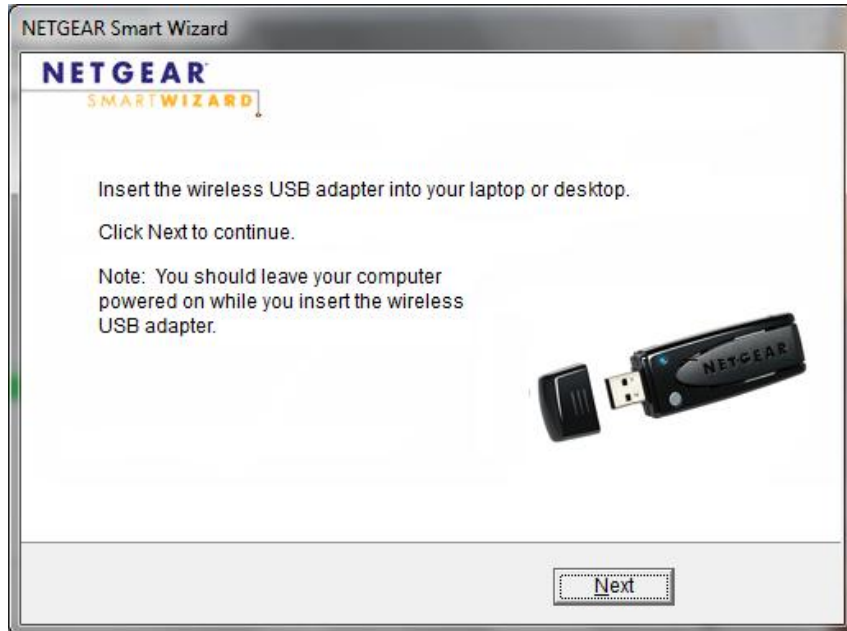 NETGEAR Smart Wizard
NETGEAR
SMARTWIZARD
Insert the wireless USB adapter into your laptop or desktop.
Click Next to continue.
Note: You should leave your computer
powered on while you insert the wireless
USB adapter.
NETGEAR
Next